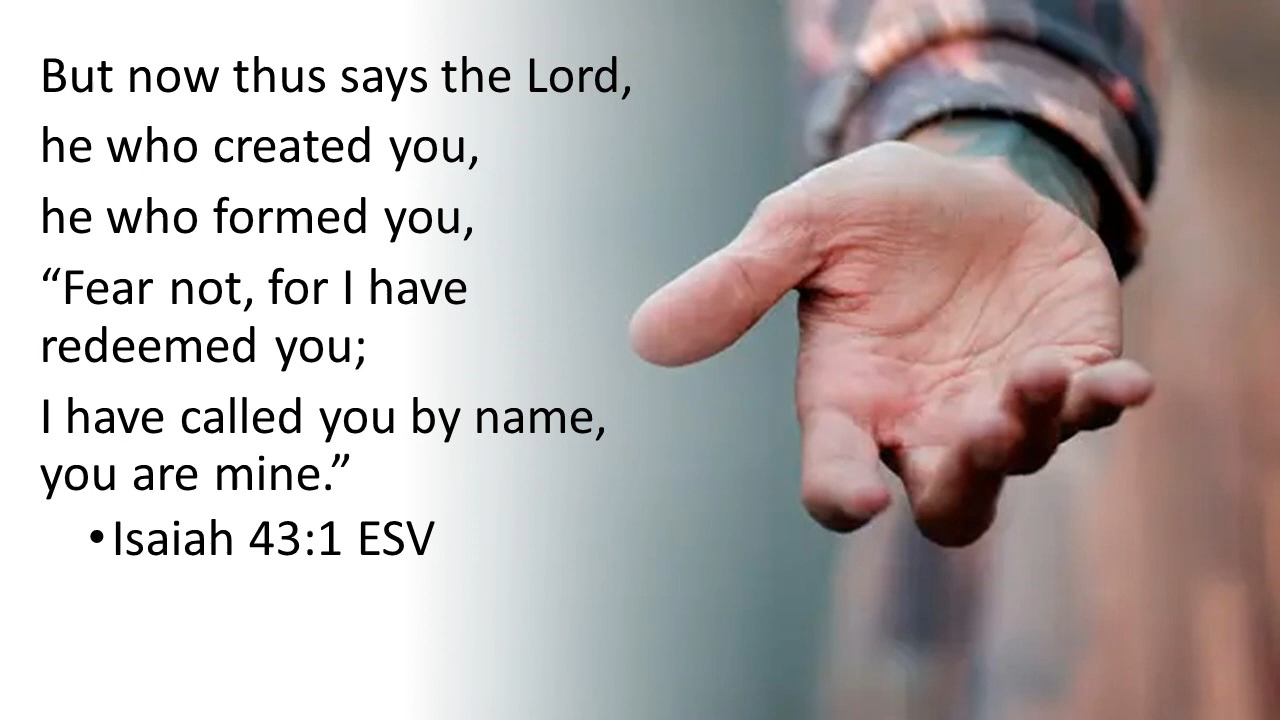 But now thus says the Lord,
he who created you,
he who formed you,
“Fear not, for I have
redeemed you;
I have called you by name,
you are mine.”
•Isaiah 43:1 ESV